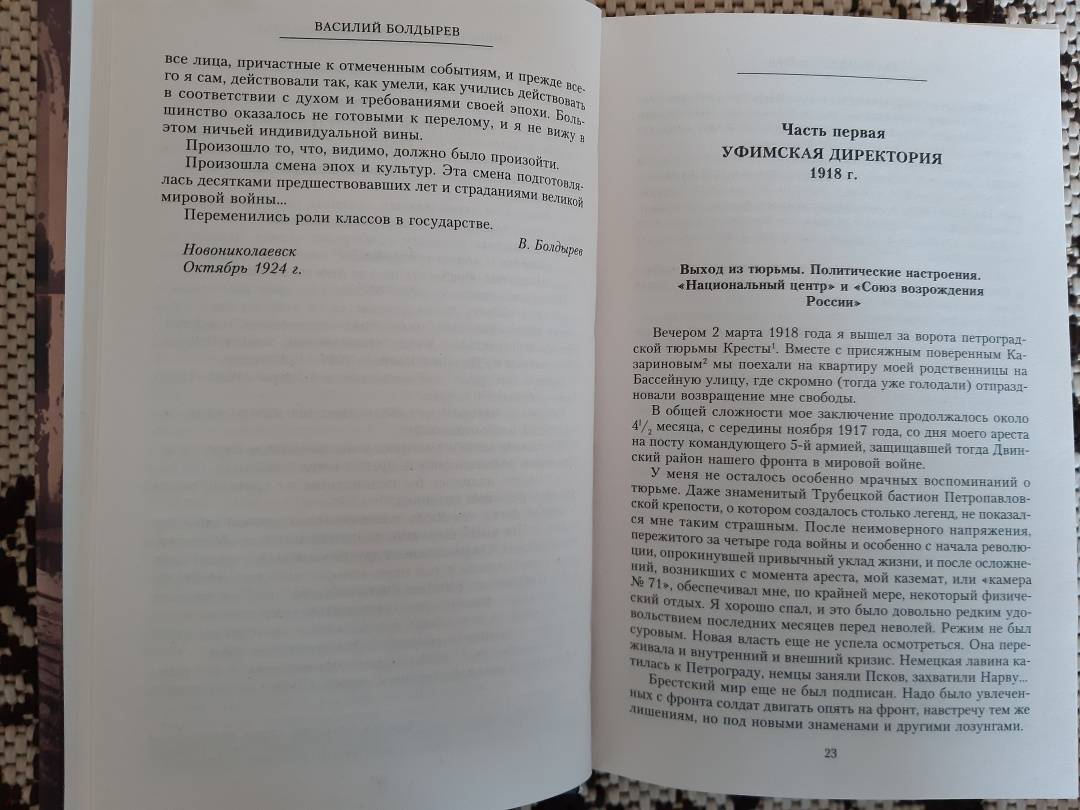 ВАСИЛИЙ БОЛДЫРЕВ
все лица, причастные к отмеченным событиям, и прежде все-
го я сам, действовали так, как умели, как учились действовать
в соответствии с духом и требованиями своей эпохи. Боль-
шинство оказалось не готовыми к перелому, и я не вижу в
этом ничьей индивидуальной вины.
Произошло то, что, видимо, должно было произойти.
Произошла смена эпох и культур. Эта смена подготовля-
лась десятками предшествовавших лет и страданиями великой
мировой войны...
Переменились роли классов в государстве.
В. Болдырев
Новониколаевск
Октябрь 1924 г.
Часть первая
УФИМСКАЯ ДИРЕКТОРИЯ
1918 г.
Выход из тюрьмы. Политические настроения.
«Национальный центр» и «Союз возрождения
России»
Вечером 2 марта 1918 года я вышел за ворота петроград-
ской тюрьмы Кресты¹. Вместе с присяжным поверенным Ка-
зариновым² мы поехали на квартиру моей родственницы на
Бассейную улицу, где скромно (тогда уже голодали) отпразд-
новали возвращение мне свободы.
В общей сложности мое заключение продолжалось около
4¹/₂ месяца, с середины ноября 1917 года, со дня моего ареста
на посту командующего 5-й армией, защищавшей тогда Двин-
ский район нашего фронта в мировой войне.
У меня не осталось особенно мрачных воспоминаний о
тюрьме. Даже знаменитый Трубецкой бастион Петропавлов-
ской крепости, о котором создалось столько легенд, не показал-
ся мне таким страшным. После неимоверного напряжения,
пережитого за четыре года войны и особенно с начала револю-
ции, опрокинувшей привычный уклад жизни, и после осложне-
ний, возникших с момента ареста, мой каземат, или «камера
№ 71», обеспечивал мне, по крайней мере, некоторый физиче-
ский отдых. Я хорошо спал, и это было довольно редким удо-
вольствием последних месяцев перед неволей. Режим не был
суровым. Новая власть еще не успела осмотреться. Она пере-
живала и внутренний и внешний кризис. Немецкая лавина ка-
тилась к Петрограду, немцы заняли Псков, захватили Нарву...
Брестский мир еще не был подписан. Надо было увлечен-
ных с фронта солдат двигать опять на фронт, навстречу тем же
лишениям, но под новыми знаменами и другими лозунгами.
23